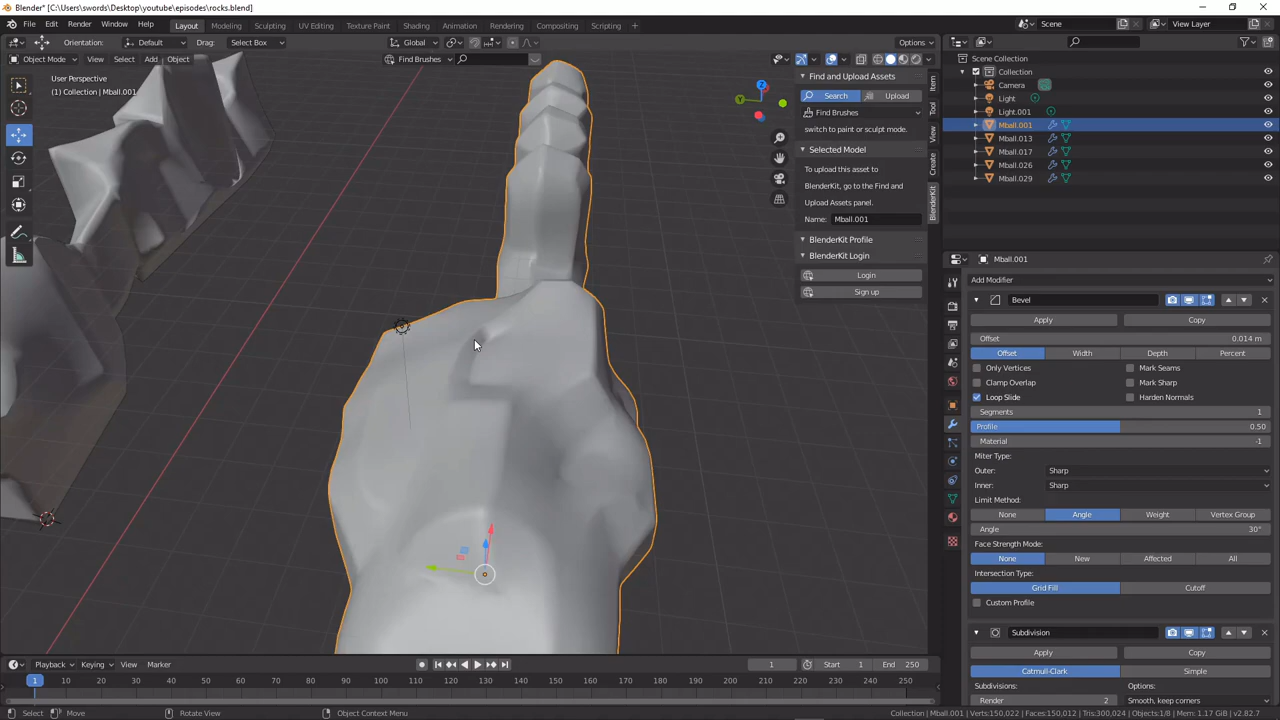 Blender* [C:\Users\swords\Desktop\youtube\episodes\rocks.blend]
File Edit Render Window Help Layout Modeling Sculpting UV Editing Texture Paint Shading Animation Rendering Compositing Scripting Scene View Layer
Orientation: Default Drag: Select Box Global Options
Object Mode View Select Add Object Find Brushes
User Perspective
(1) Collection | Mball.001
Z
Y
Find and Upload Assets
Search Upload
Find Brushes
switch to paint or sculpt mode.
Selected Model
To upload this asset to
BlenderKit, go to the Find and
Upload Assets panel.
Name: Mball.001
BlenderKit Profile
BlenderKit Login
Login
Sign up
Item
Tool
View
Create
BlenderKit
Scene Collection
Collection
Camera
Light
Light.001
Mball.001
Mball.013
Mball.017
Mball.026
Mball.029
Mball.001
Add Modifier
Bevel
Apply Copy
Offset 0.014 m
Offset Width Depth Percent
Only Vertices Mark Seams
Clamp Overlap Mark Sharp
Loop Slide Harden Normals
Segments 1
Profile 0.50
Material -1
Miter Type:
Outer: Sharp
Inner: Sharp
Limit Method:
None Angle Weight Vertex Group
Angle 30°
Face Strength Mode:
None New Affected All
Intersection Type:
Grid Fill Cutoff
Custom Profile
Subdivision
Apply Copy
Catmull-Clark Simple
Subdivisions: Options:
Render 2 Smooth, keep corners
Playback Keying View Marker 1 Start 1 End 250
1 10 20 30 40 50 60 70 80 90 100 110 120 130 140 150 160 170 180 190 200 210 220 230 240 250
Select Move Rotate View Object Context Menu Collection | Mball.001 | Verts:150,022 | Faces:150,012 | Tris:300,024 | Objects:1/8 | Mem: 1.17 GiB | v2.82.7